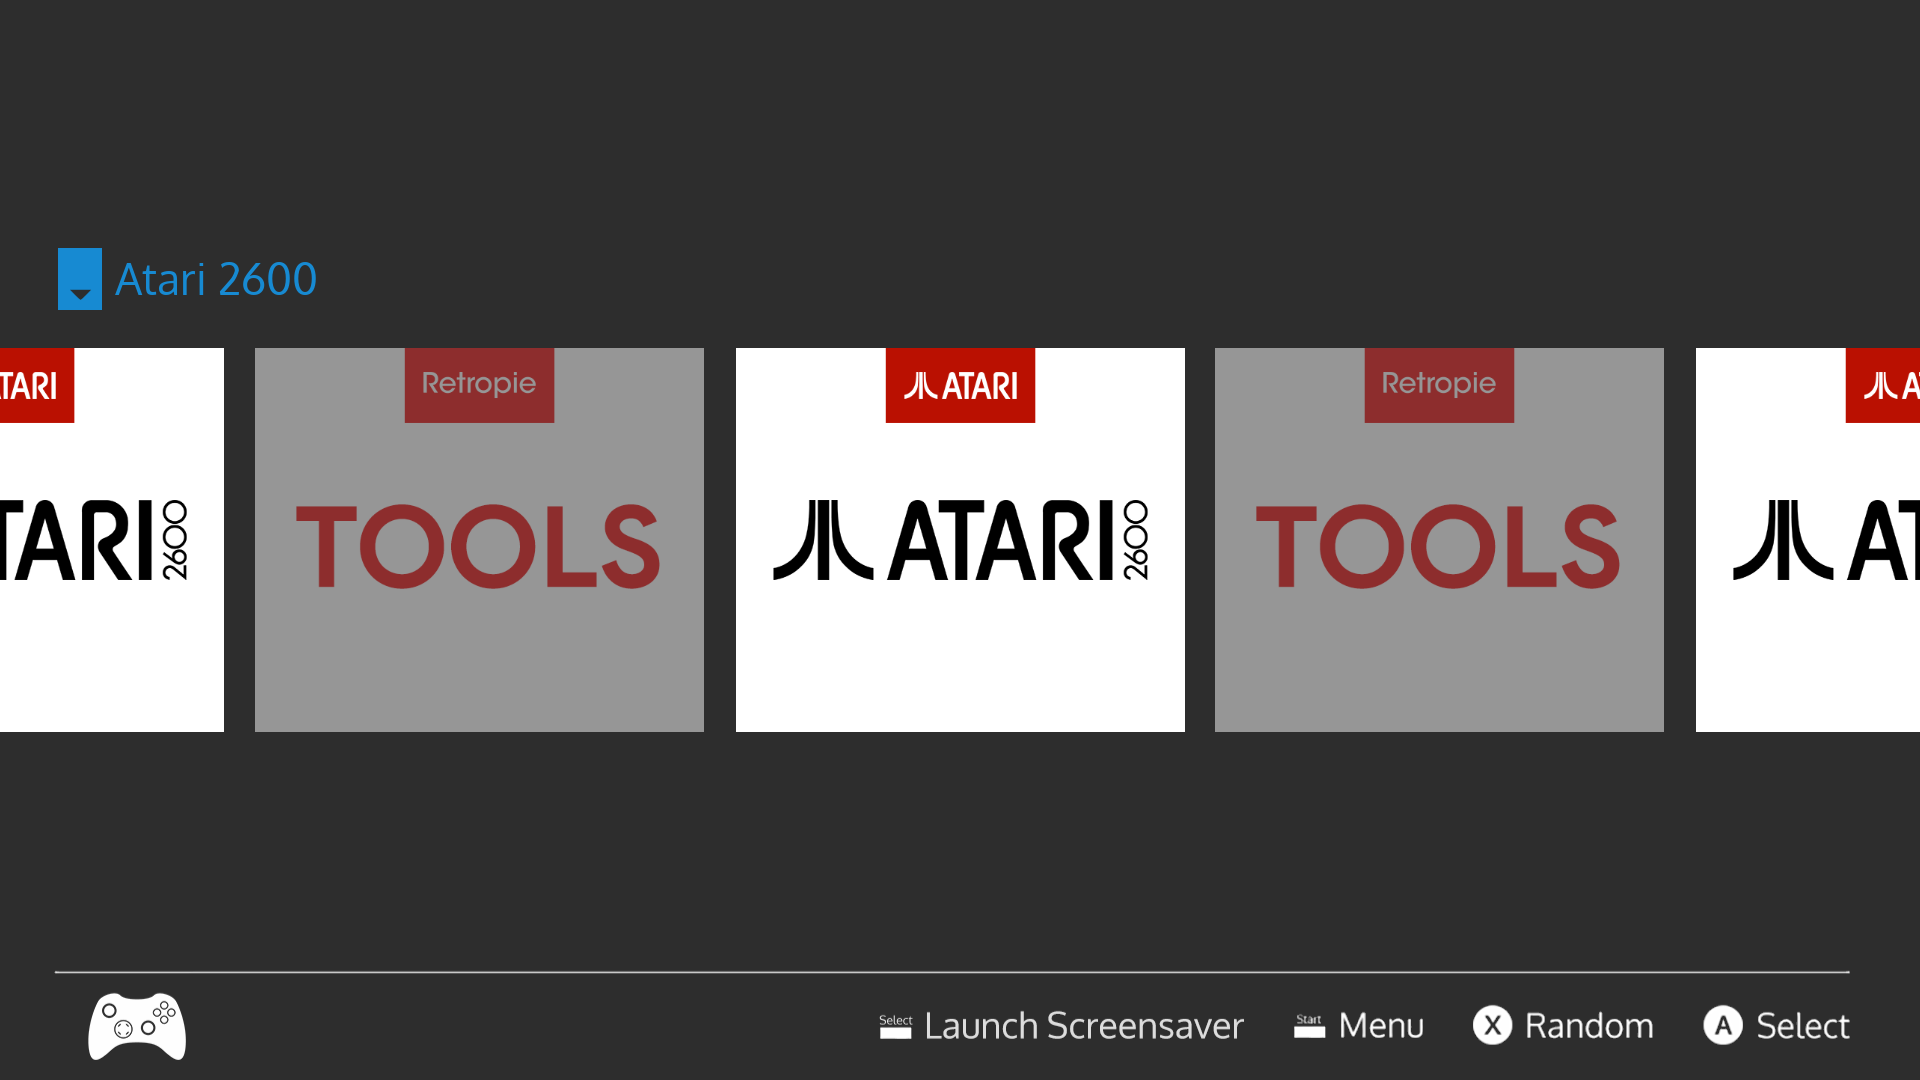 Atari 2600
TARI
Retropie
ATARI
Retropie
A
TARI 2600
TOOLS
ATARI 2600
TOOLS
AT
Select Launch Screensaver
Start Menu
X Random
A Select